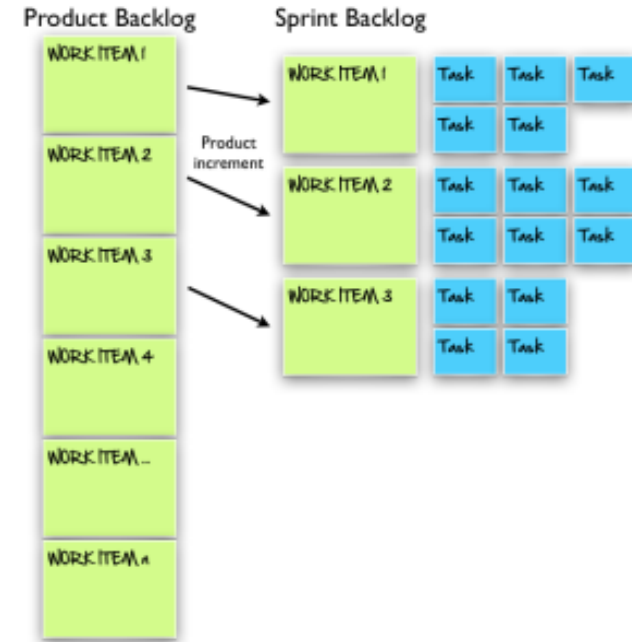 Product Backlog
Sprint Backlog
WORK ITEM 1
WORK ITEM 2
WORK ITEM 3
WORK ITEM 4
WORK ITEM ...
WORK ITEM n
Product
increment
WORK ITEM 1
Task Task Task
Task Task
WORK ITEM 2
Task Task Task
Task Task Task
WORK ITEM 3
Task Task
Task Task